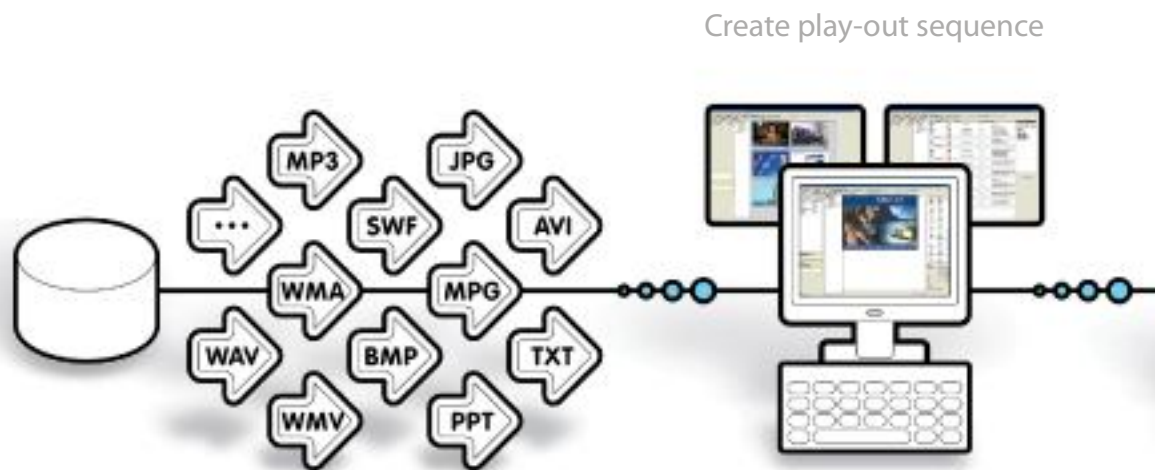 Create play-out sequence
MP3
JPG
...
SWF
AVI
WMA
MPG
WAV
BMP
TXT
WMV
PPT